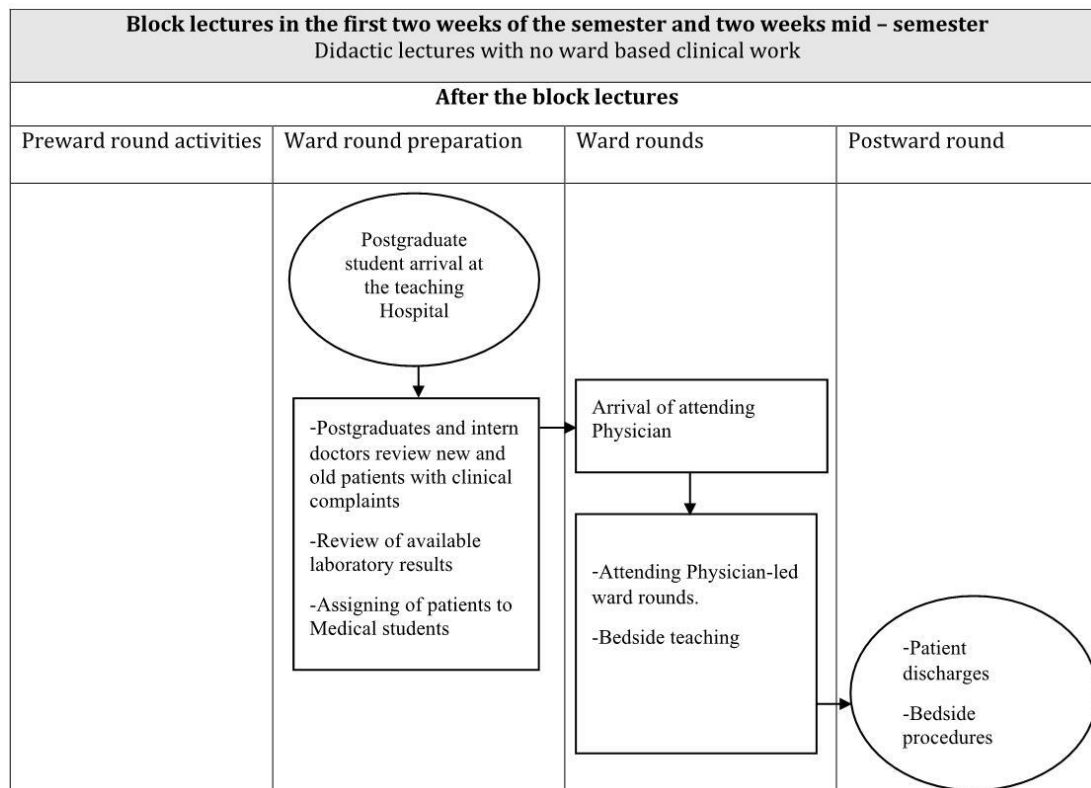 Block lectures in the first two weeks of the semester and two weeks mid – semester
Didactic lectures with no ward based clinical work
After the block lectures
Preward round activities
Ward round preparation
Ward rounds
Postward round
Postgraduate
student arrival at
the teaching
Hospital
-Postgraduates and intern
doctors review new and
old patients with clinical
complaints
-Review of available
laboratory results
-Assigning of patients to
Medical students
Arrival of attending
Physician
-Attending Physician-led
ward rounds.
-Bedside teaching
-Patient
discharges
-Bedside
procedures